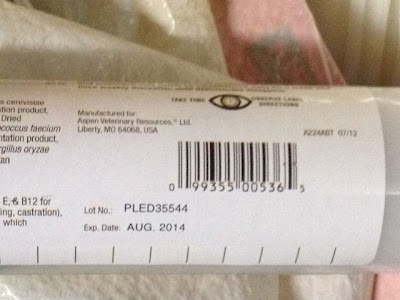 s cerevisiae
tation product,
Dried
ococcus faecium
ntation product,
rgillus oryzae
an
E, & B12 for
ing, castration),
which
TAKE TIME
OBSERVE LABEL
DIRECTIONS
Manufactured for:
Aspen Veterinary Resources,® Ltd.
Liberty, MO 64068, USA
A224ABT 07/12
0 99355 00536 5
Lot No.: PLED35544
Exp. Date: AUG. 2014